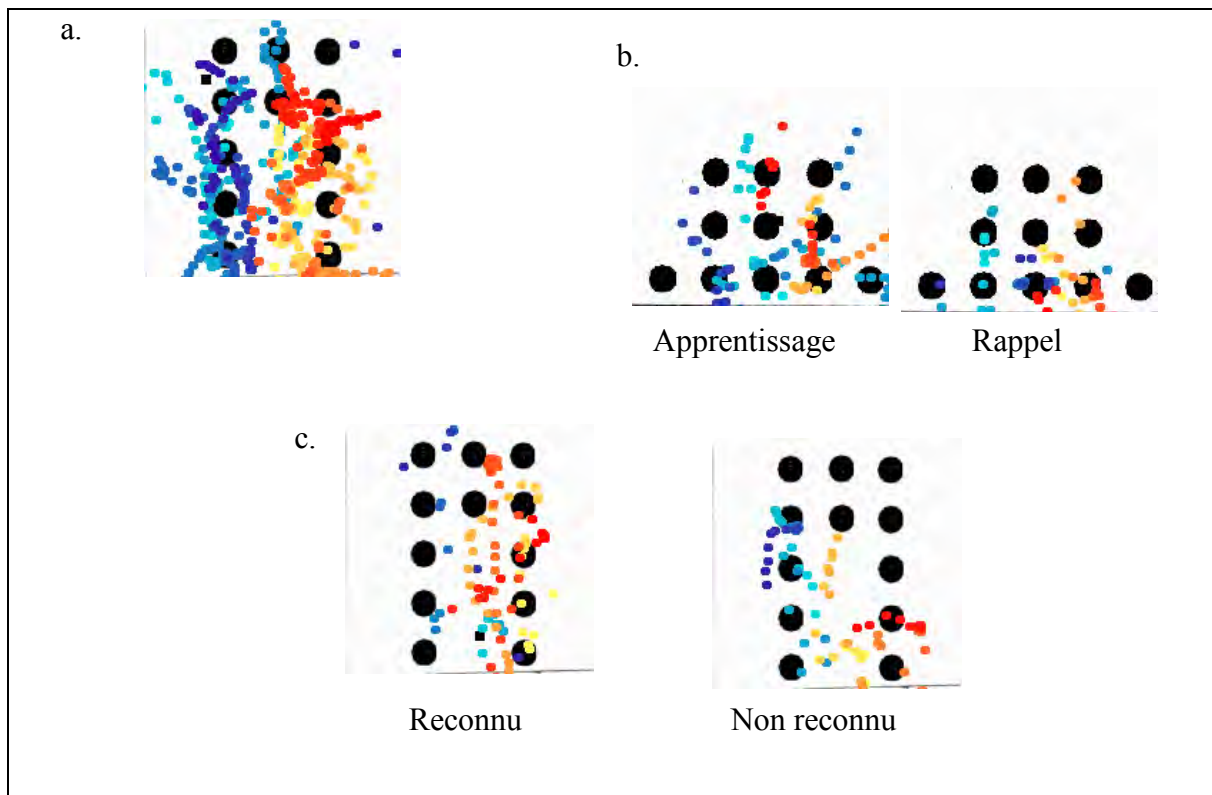 a.
b.
Apprentissage Rappel
c.
Reconnu Non reconnu